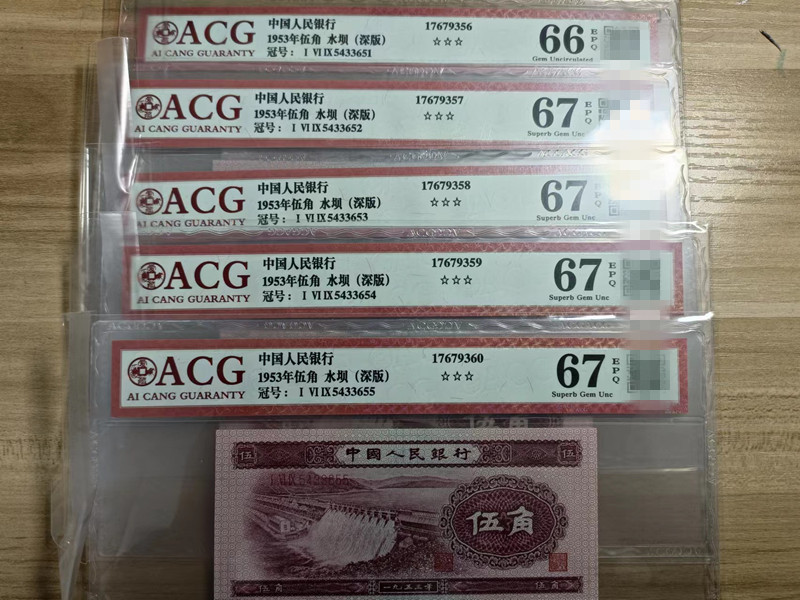 ACG
AI CANG GUARANTY
中国人民银行
1953年伍角 水坝（深版）
冠号： I VI IX 5433651
17679356
☆☆☆
66
EPQ
Gem Uncirculated
ACG
AI CANG GUARANTY
中国人民银行
1953年伍角 水坝（深版）
冠号： I VI IX 5433652
17679357
☆☆☆
67
EPQ
Superb Gem Unc
ACG
AI CANG GUARANTY
中国人民银行
1953年伍角 水坝（深版）
冠号： I VI IX 5433653
17679358
☆☆☆
67
EPQ
Superb Gem Unc
ACG
AI CANG GUARANTY
中国人民银行
1953年伍角 水坝（深版）
冠号： I VI IX 5433654
17679359
☆☆☆
67
EPQ
Superb Gem Unc
ACG
AI CANG GUARANTY
中国人民银行
1953年伍角 水坝（深版）
冠号： I VI IX 5433655
17679360
☆☆☆
67
EPQ
Superb Gem Unc
伍角
伍
中國人民銀行
伍
I VI IX 5433655
伍角
伍角
一九五三年
伍角